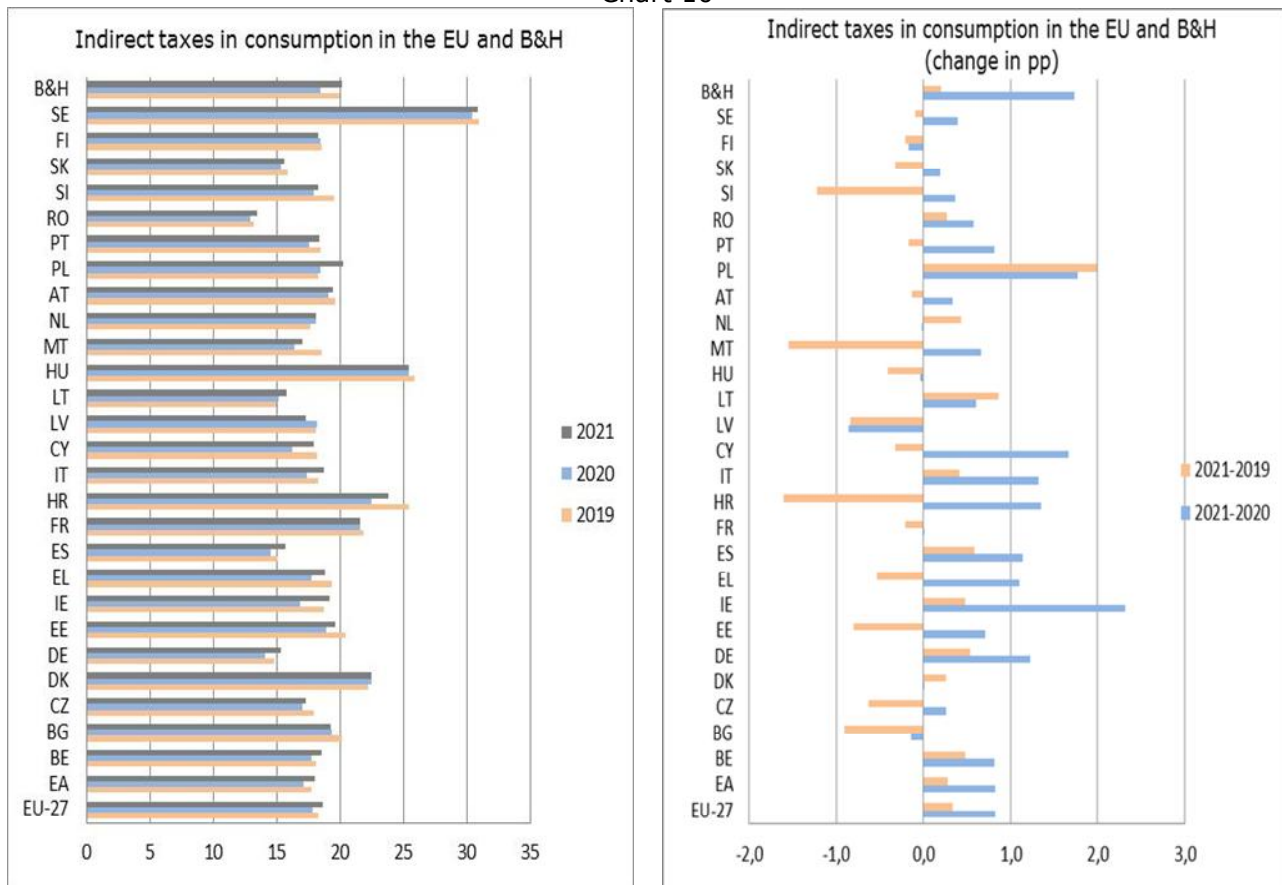 Indirect taxes in consumption in the EU and B&H
B&H
SE
FI
SK
SI
RO
PT
PL
AT
NL
MT
HU
LT
LV
CY
IT
HR
FR
ES
EL
IE
EE
DE
DK
CZ
BG
BE
EA
EU-27
0 5 10 15 20 25 30 35
2021
2020
2019
Indirect taxes in consumption in the EU and B&H
(change in pp)
B&H
SE
FI
SK
SI
RO
PT
PL
AT
NL
MT
HU
LT
LV
CY
IT
HR
FR
ES
EL
IE
EE
DE
DK
CZ
BG
BE
EA
EU-27
-2,0 -1,0 0,0 1,0 2,0 3,0
2021-2019
2021-2020